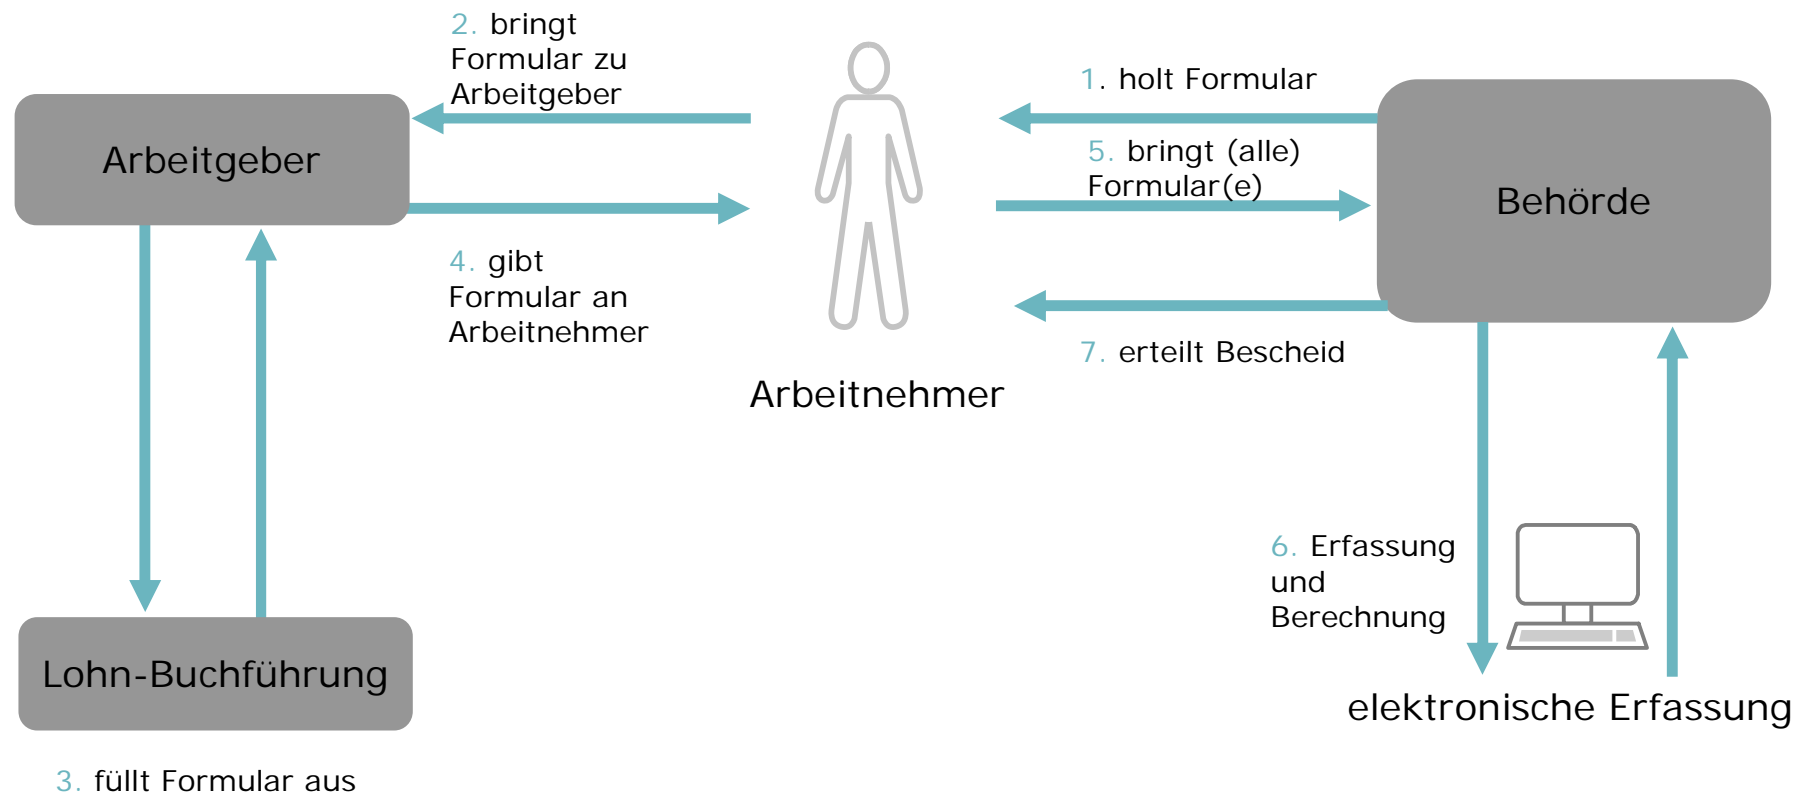 2. bringt
Formular zu
Arbeitgeber
1. holt Formular
Arbeitgeber
5. bringt (alle)
Formular(e)
Behörde
4. gibt
Formular an
Arbeitnehmer
7. erteilt Bescheid
Arbeitnehmer
6. Erfassung
und
Berechnung
Lohn-Buchführung
elektronische Erfassung
3. füllt Formular aus